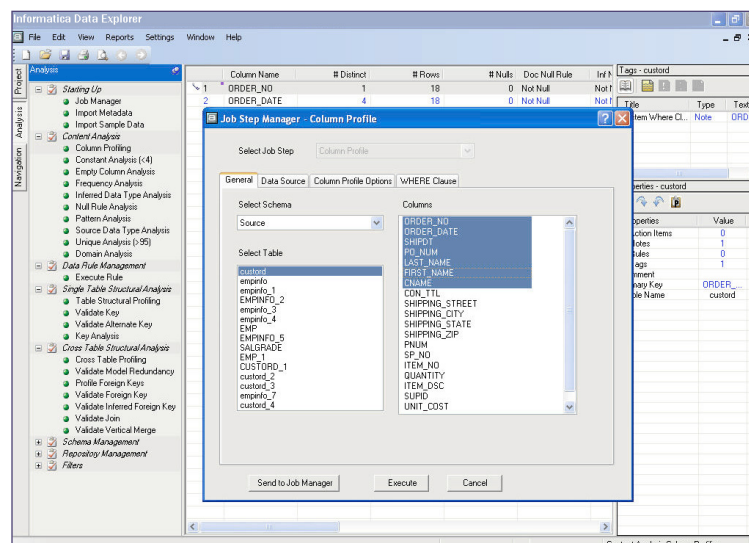 Informatica Data Explorer
File Edit View Reports Settings Window Help
Project
Analysis
Navigation
Analysis
Starting Up
Job Manager
Import Metadata
Import Sample Data
Content Analysis
Column Profiling
Constant Analysis (<4)
Empty Column Analysis
Frequency Analysis
Inferred Data Type Analysis
Null Rule Analysis
Pattern Analysis
Source Data Type Analysis
Unique Analysis (>95)
Domain Analysis
Data Rule Management
Execute Rule
Single Table Structural Analysis
Table Structural Profiling
Validate Key
Validate Alternate Key
Key Analysis
Cross Table Structural Analysis
Cross Table Profiling
Validate Model Redundancy
Profile Foreign Keys
Validate Foreign Key
Validate Inferred Foreign Key
Validate Join
Validate Vertical Merge
Schema Management
Repository Management
Filters
Column Name # Distinct # Rows # Nulls Doc Null Rule Inf N
1 ORDER_NO 1 18 0 Not Null Not N
2 ORDER_DATE 4 18 0 Not Null Not N
Job Step Manager - Column Profile
Select Job Step Column Profile
General Data Source Column Profile Options WHERE Clause
Select Schema
Source
Select Table
custord
empinfo
empinfo_1
EMPINFO_2
empinfo_3
empinfo_4
EMP
EMPINFO_5
SALGRADE
EMP_1
CUSTORD_1
custord_2
custord_3
empinfo_7
custord_4
Columns
ORDER_NO
ORDER_DATE
SHIPDT
PO_NUM
LAST_NAME
FIRST_NAME
CNAME
CON_TTL
SHIPPING_STREET
SHIPPING_CITY
SHIPPING_STATE
SHIPPING_ZIP
PNUM
SP_NO
ITEM_NO
QUANTITY
ITEM_DSC
SUPID
UNIT_COST
Send to Job Manager Execute Cancel
Tags - custord
Title Type Text
tem Where Cl... Note ORD
perties - custord
operties Value
ction Items 0
lotes 1
ules 0
ags 1
mment
mary Key ORDER_...
ble Name custord